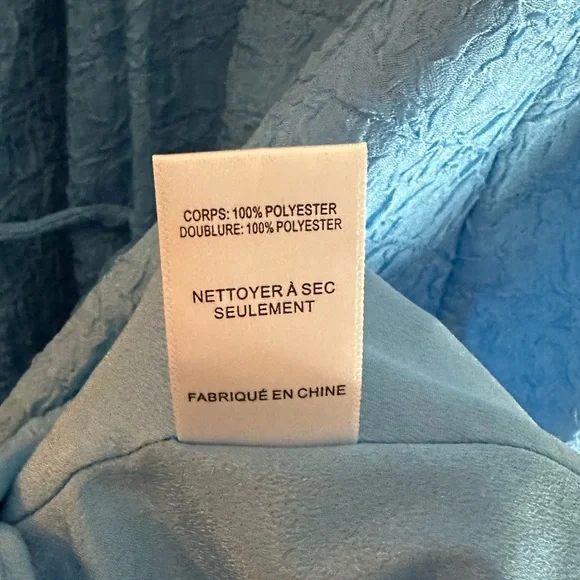 CORPS: 100% POLYESTER
DOUBLURE: 100% POLYESTER
NETTOYER À SEC
SEULEMENT
FABRIQUÉ EN CHINE